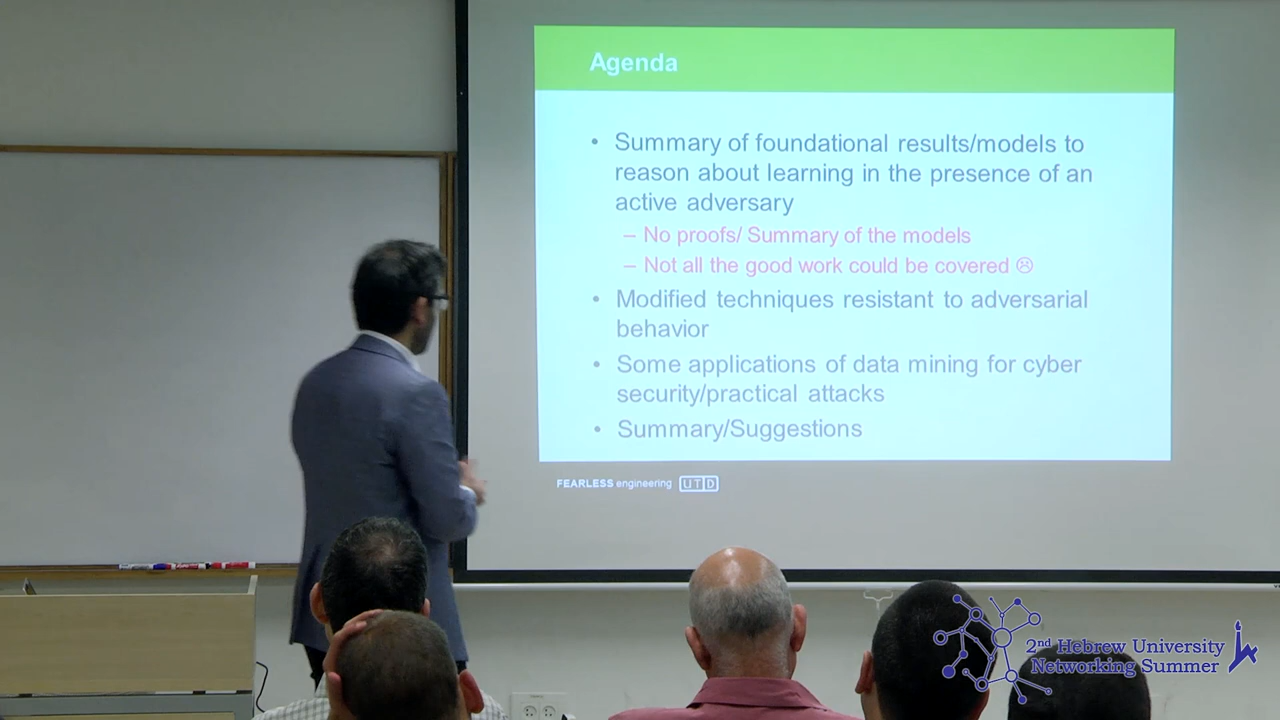 Agenda
• Summary of foundational results/models to
reason about learning in the presence of an
active adversary
– No proofs/ Summary of the models
– Not all the good work could be covered ☹
• Modified techniques resistant to adversarial
behavior
• Some applications of data mining for cyber
security/practical attacks
• Summary/Suggestions
FEARLESS engineering UTD
2nd Hebrew University
Networking Summer